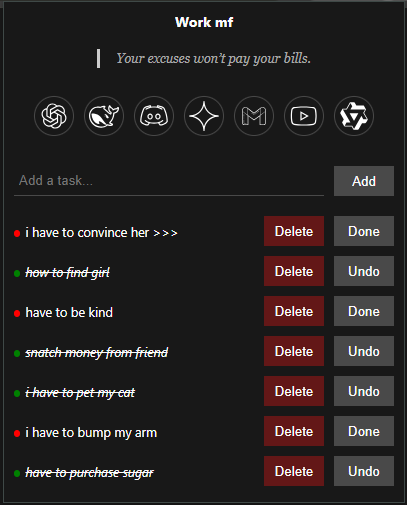 Work mf
Your excuses won't pay your bills.
Add a task...
Add
i have to convince her >>>
Delete
Done
how to find girl
Delete
Undo
have to be kind
Delete
Done
snatch money from friend
Delete
Undo
i have to pet my cat
Delete
Undo
i have to bump my arm
Delete
Done
have to purchase sugar
Delete
Undo